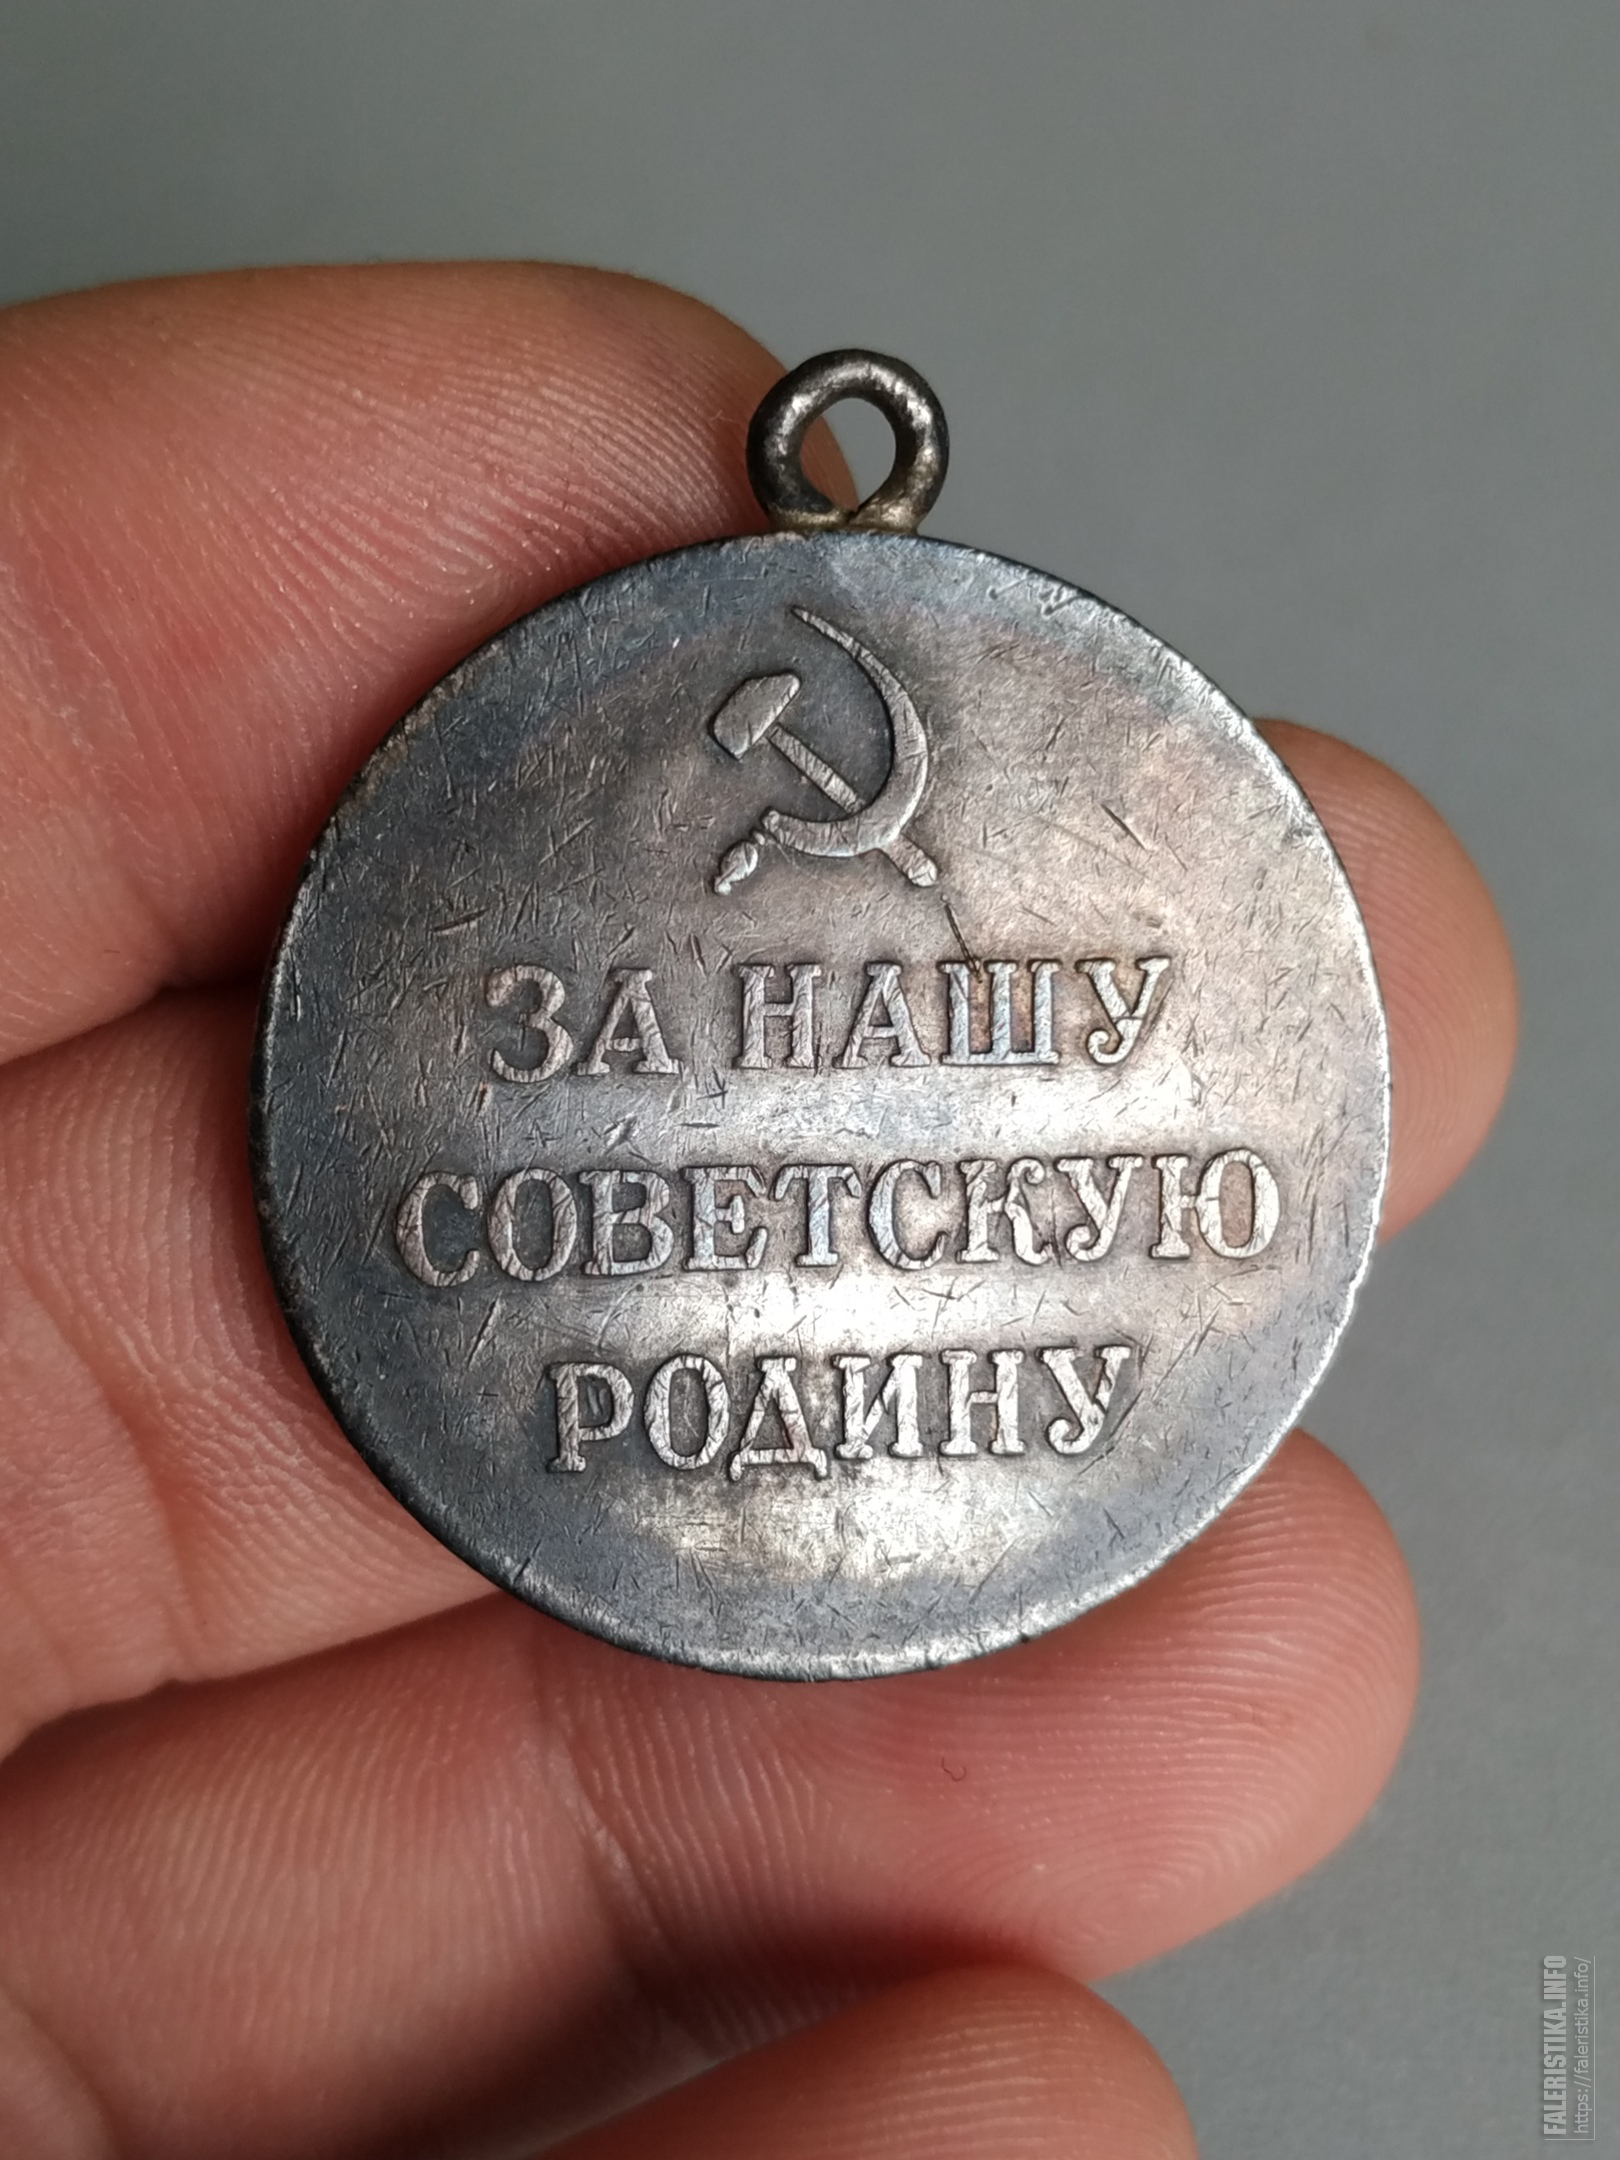 ЗА НАШУ
СОВЕТСКУЮ
РОДИНУ
FALERISTIKA.INFO
https://faleristika.info/